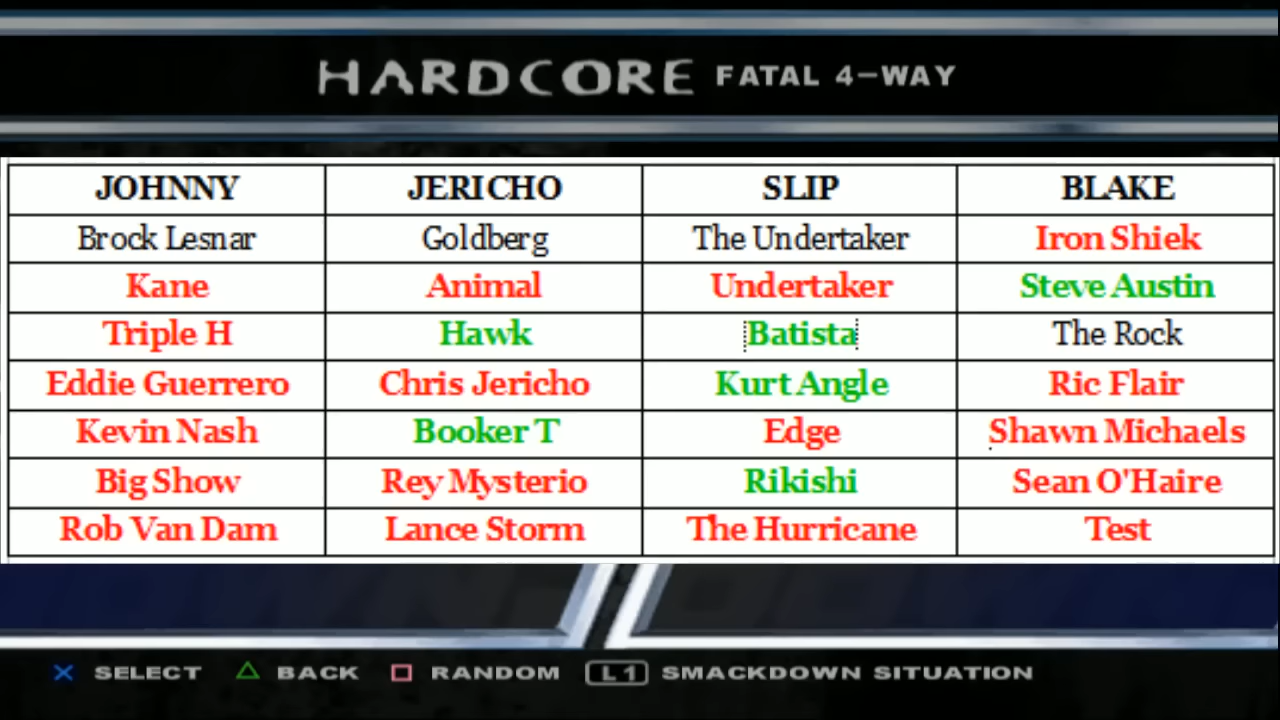 HARDCORE FATAL 4-WAY
JOHNNY JERICHO SLIP BLAKE
Brock Lesnar Goldberg The Undertaker Iron Shiek
Kane Animal Undertaker Steve Austin
Triple H Hawk Batista The Rock
Eddie Guerrero Chris Jericho Kurt Angle Ric Flair
Kevin Nash Booker T Edge Shawn Michaels
Big Show Rey Mysterio Rikishi Sean O'Haire
Rob Van Dam Lance Storm The Hurricane Test
SELECT BACK RANDOM L1 SMACKDOWN SITUATION